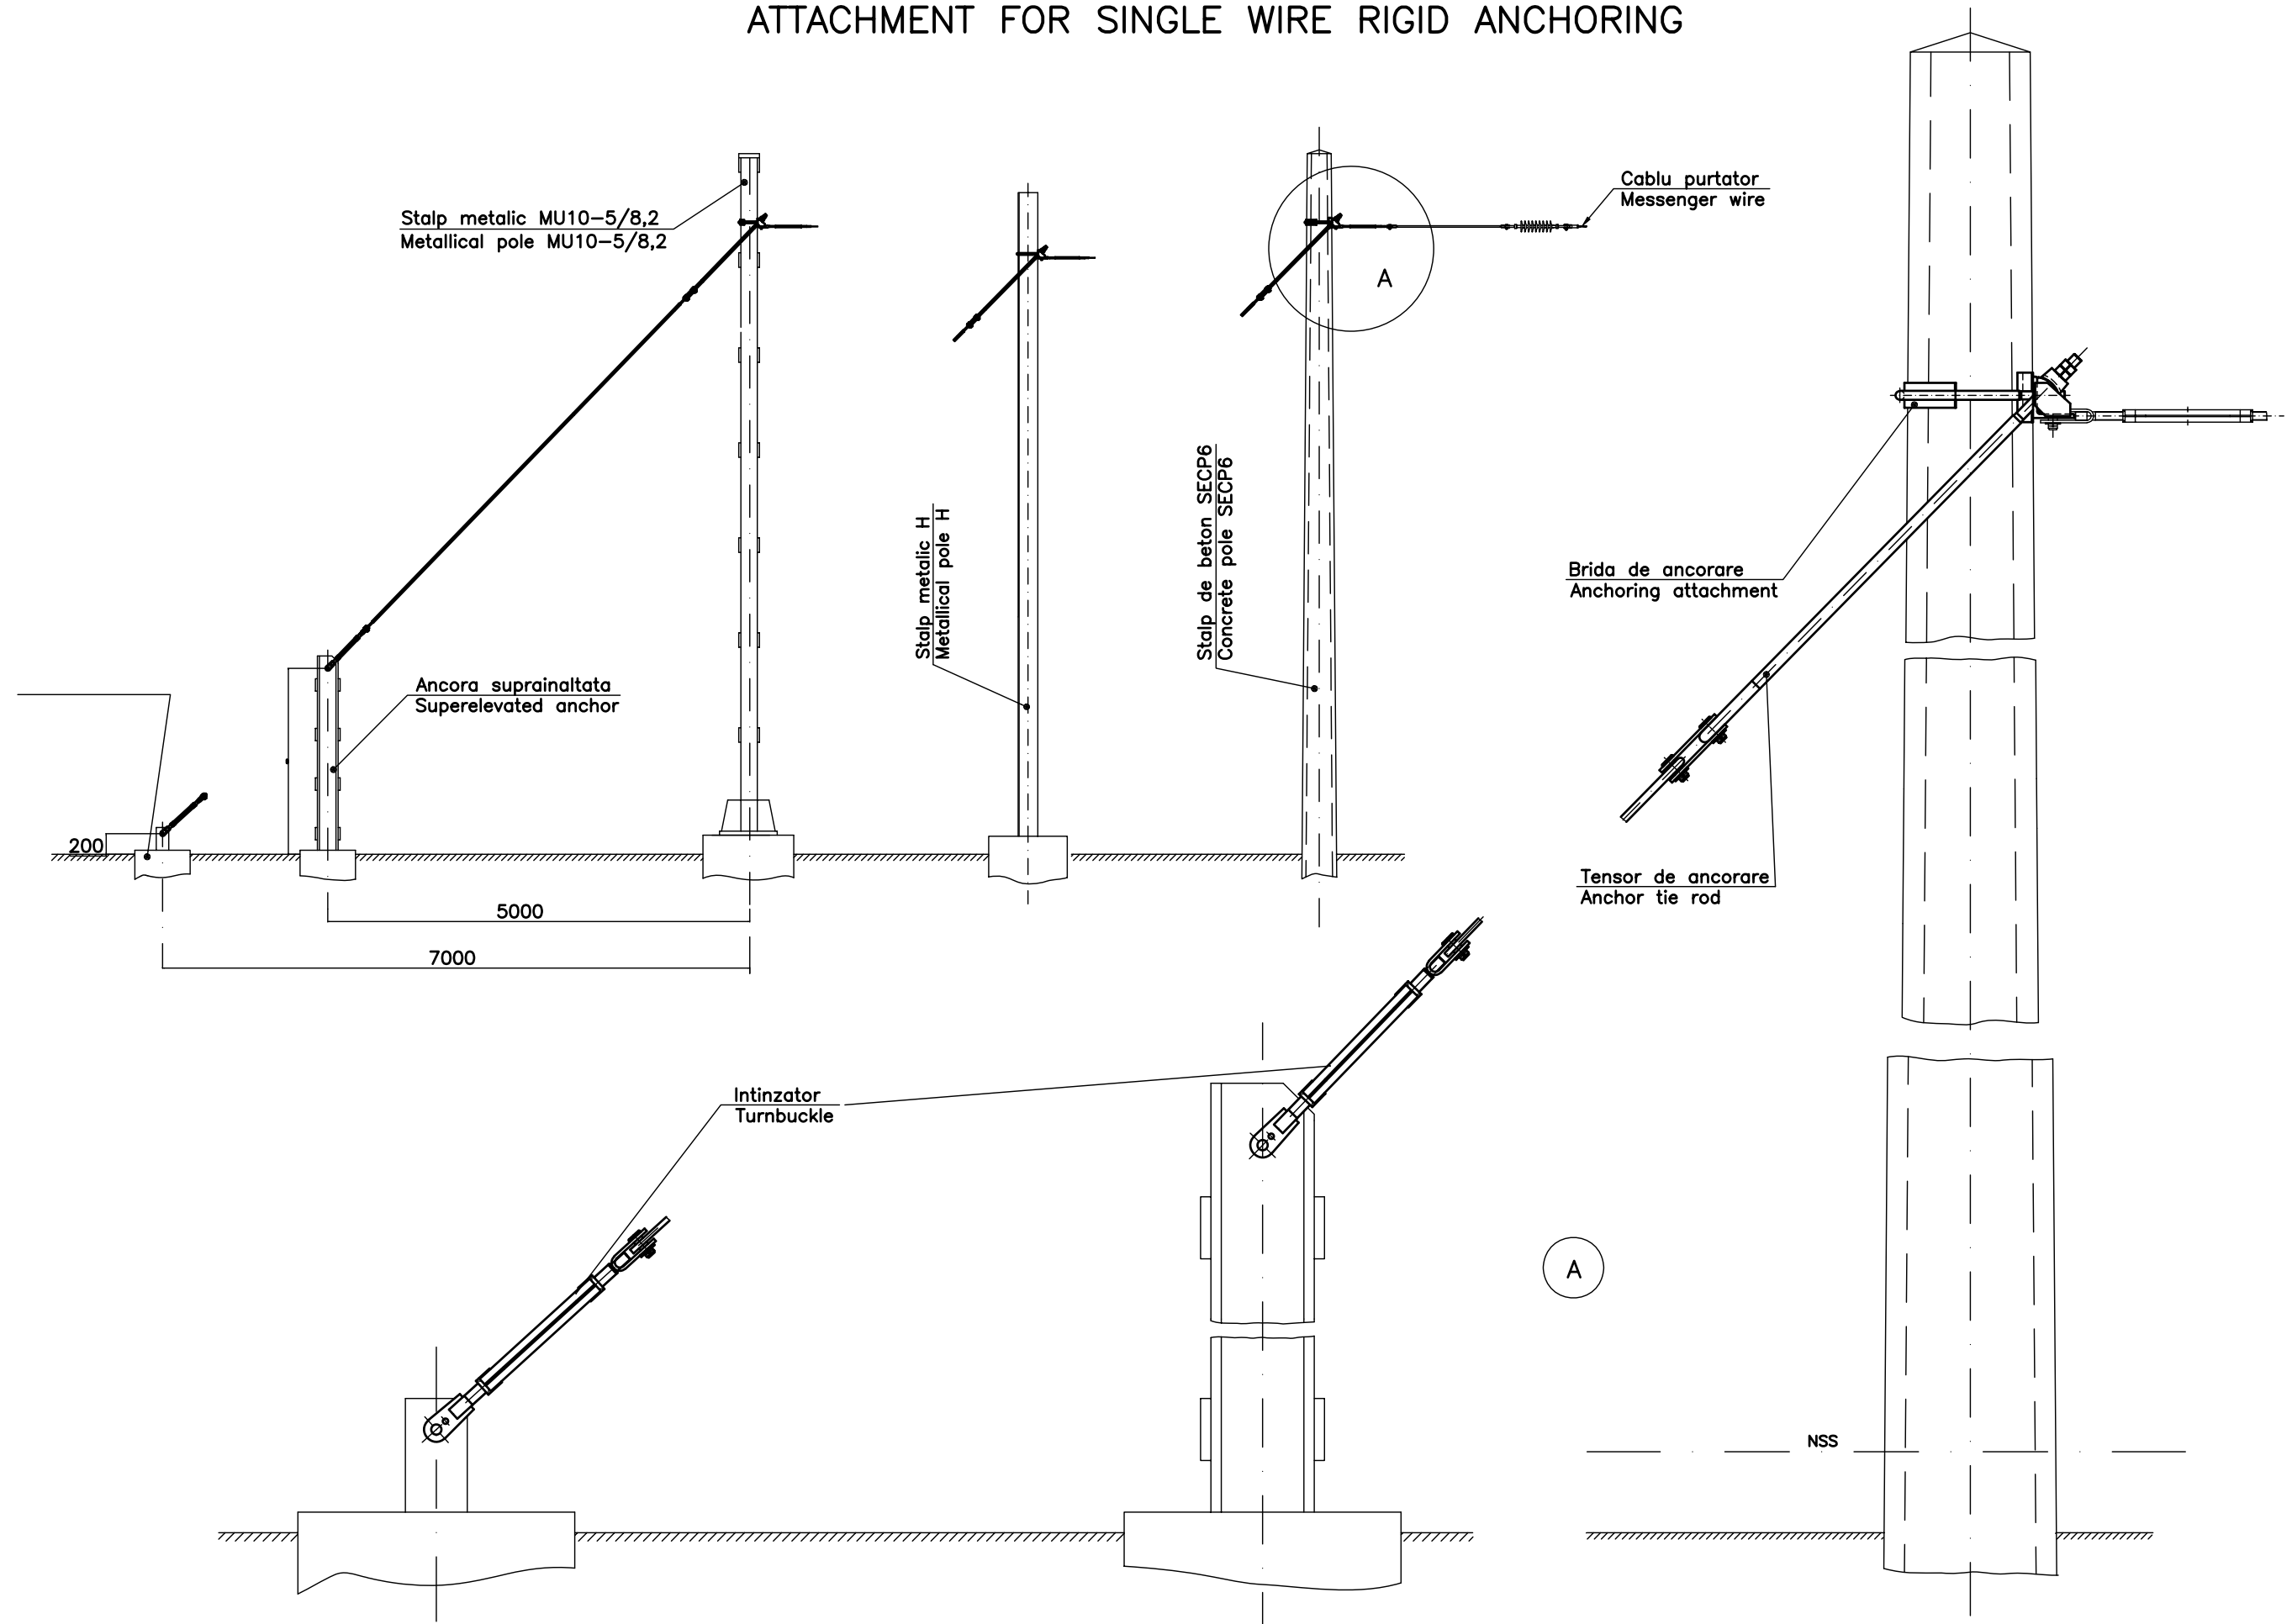 ATTACHMENT FOR SINGLE WIRE RIGID ANCHORING
Stalp metalic MU10-5/8,2
Metallical pole MU10-5/8,2
Cablu purtator
Messenger wire
A
Stalp metalic H
Metallical pole H
Stalp de beton SECP6
Concrete pole SECP6
Brida de ancorare
Anchoring attachment
Ancora suprainaltata
Superelevated anchor
200
Tensor de ancorare
Anchor tie rod
5000
7000
Intinzator
Turnbuckle
A
NSS